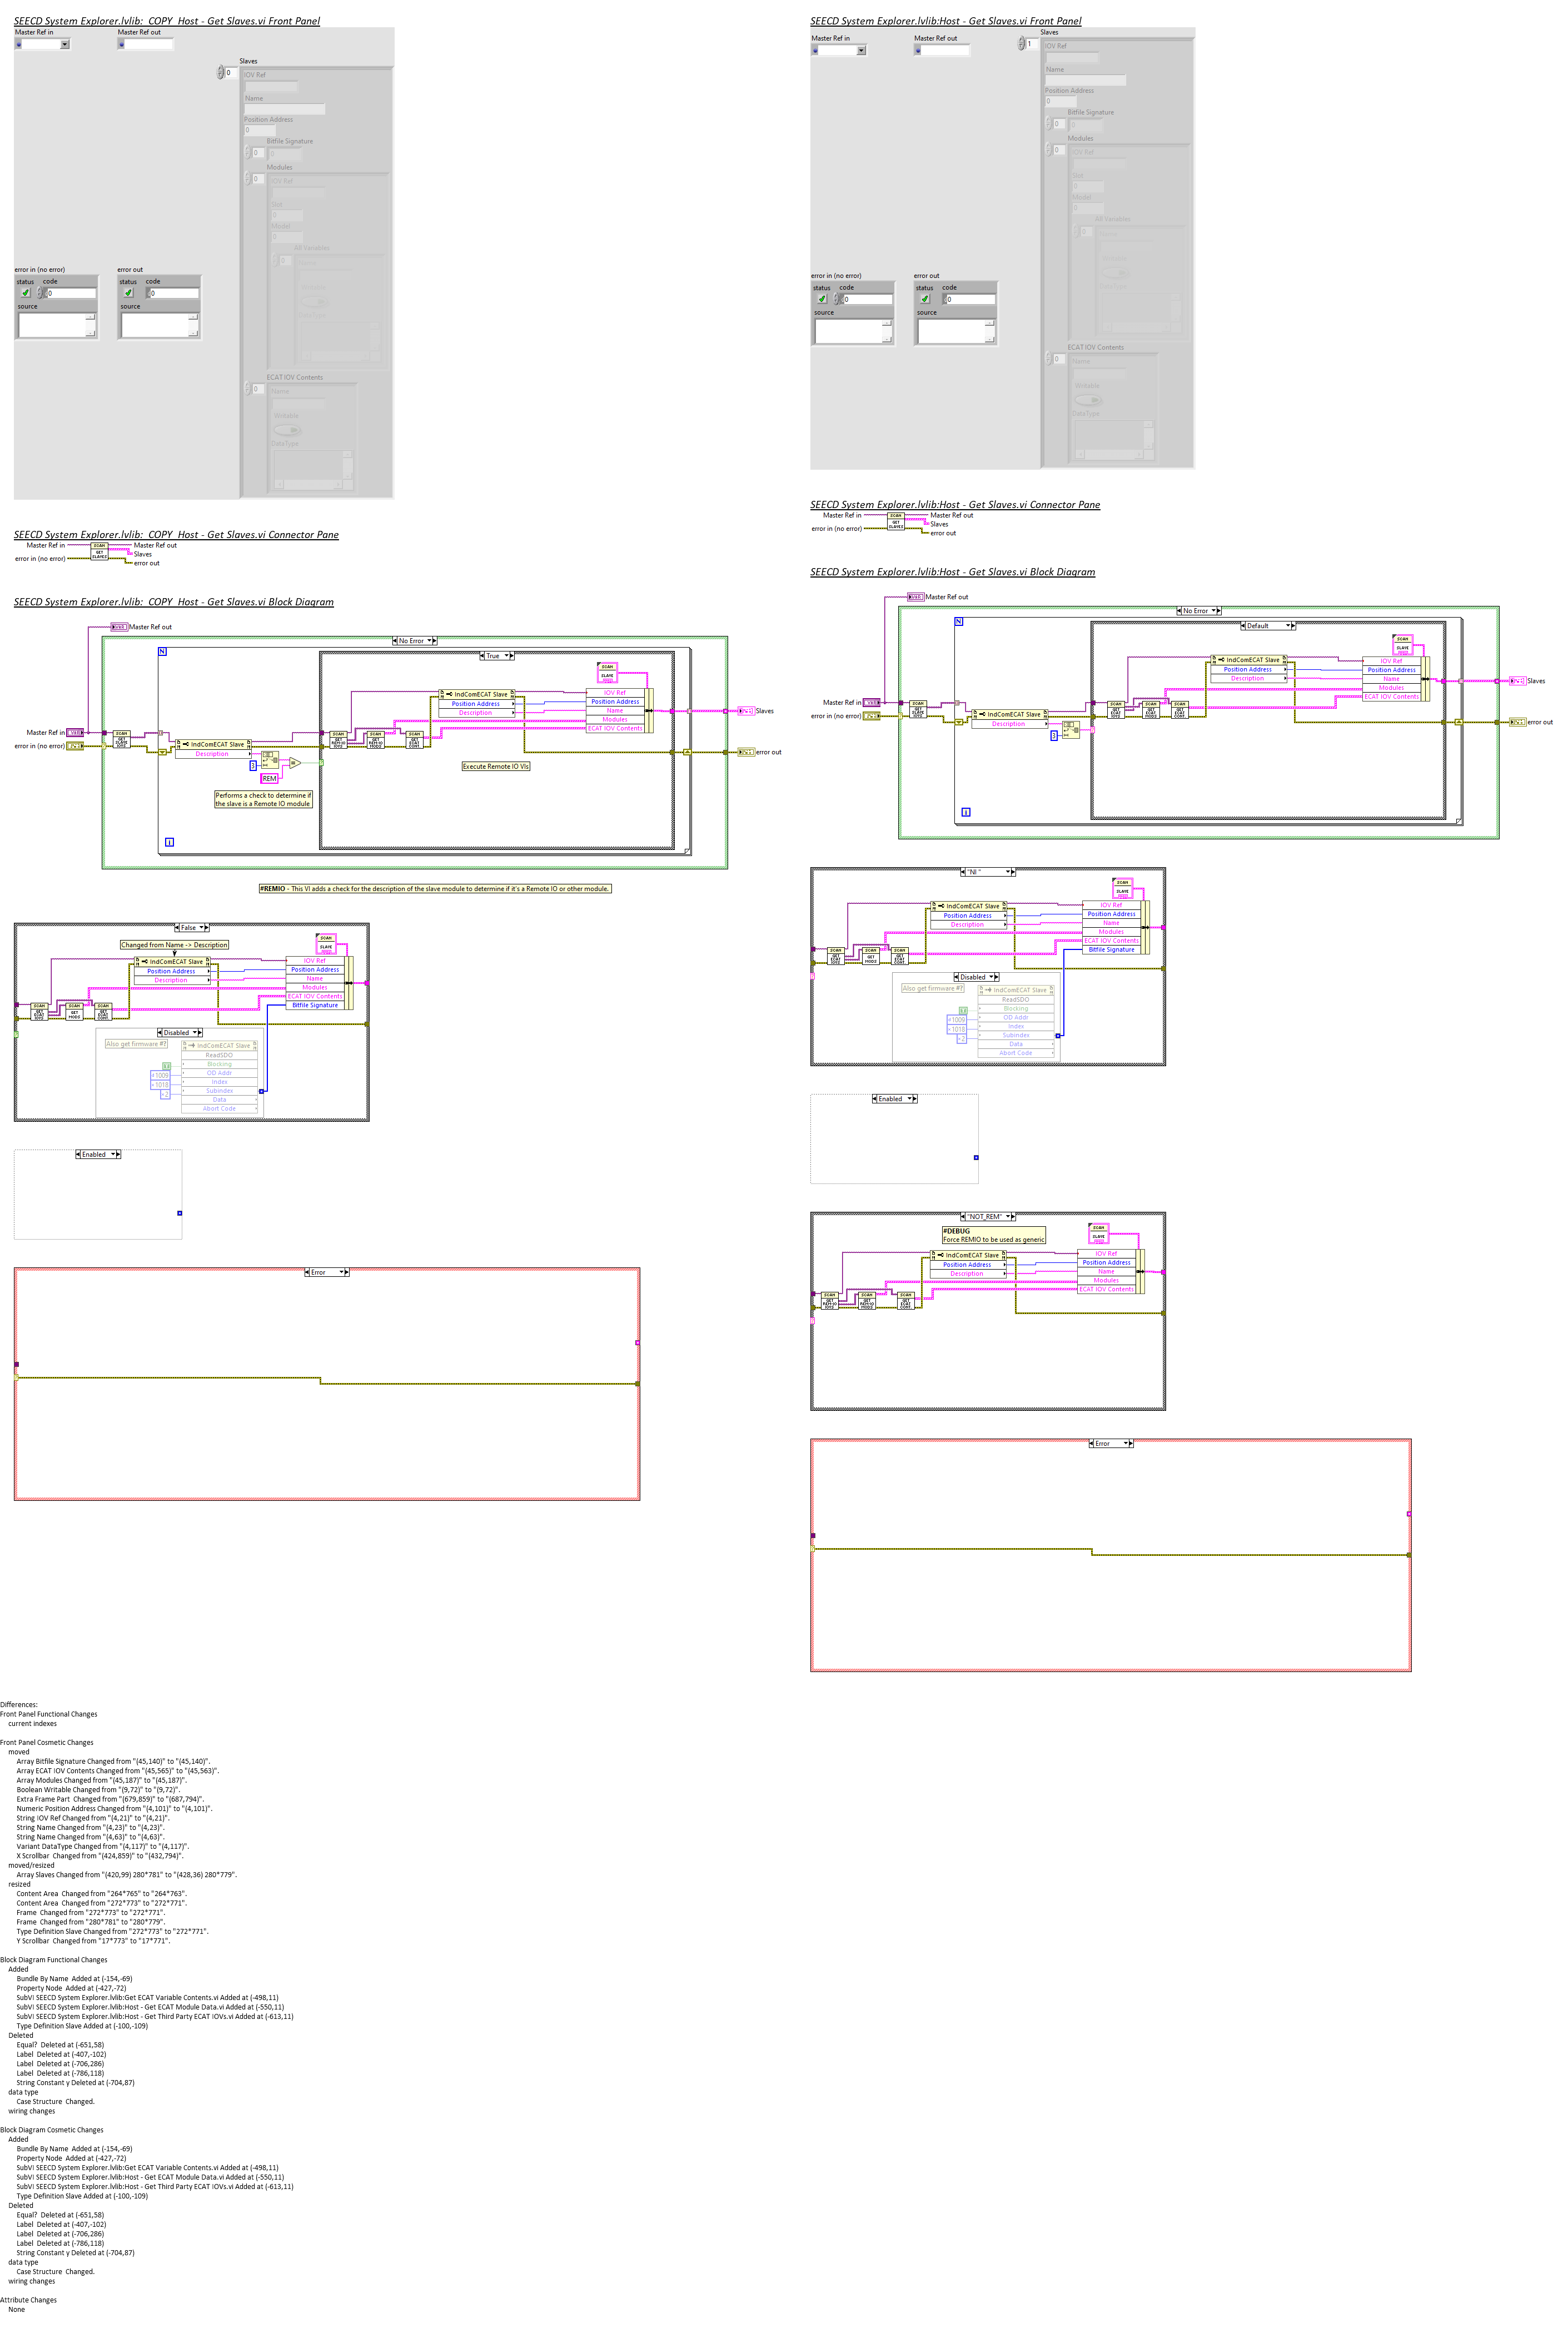 SEECD System Explorer.lvlib:_COPY_Host - Get Slaves.vi Front Panel
Master Ref in
Master Ref out
Slaves
0
IOV Ref
Name
Position Address
0
Bitfile Signature
0
0
Modules
0
IOV Ref
Slot
0
Model
0
All Variables
0
error in (no error)
error out
status
code
status
code
0
0
source
source
ECAT IOV Contents
0
Name
Writable
DataType
SEECD System Explorer.lvlib:_COPY_Host - Get Slaves.vi Connector Pane
Master Ref in
Master Ref out
Slaves
error in (no error)
error out
SEECD System Explorer.lvlib:_COPY_Host - Get Slaves.vi Block Diagram
Master Ref out
No Error
N
True
IndComECAT Slave
Position Address
Description
IOV Ref
Position Address
Name
Modules
ECAT IOV Contents
Slaves
Master Ref in
error in (no error)
IndComECAT Slave
Description
3
REM
error out
Execute Remote IO VIs
Performs a check to determine if
the slave is a Remote IO module
i
#REMIO - This VI adds a check for the description of the slave module to determine if it's a Remote IO or other module.
False
Changed from Name -> Description
IndComECAT Slave
Position Address
Description
IOV Ref
Position Address
Name
Modules
ECAT IOV Contents
Bitfile Signature
Disabled
Also get firmware #?
IndComECAT Slave
ReadSDO
Blocking
OD Addr
Index
Subindex
Data
Abort Code
1009
1018
2
Enabled
Error
SEECD System Explorer.lvlib:Host - Get Slaves.vi Front Panel
Master Ref in
Master Ref out
Slaves
1
IOV Ref
Name
Position Address
0
Bitfile Signature
0
0
Modules
0
IOV Ref
Slot
0
Model
0
All Variables
0
error in (no error)
error out
status
code
status
code
0
0
source
source
ECAT IOV Contents
0
Name
Writable
DataType
SEECD System Explorer.lvlib:Host - Get Slaves.vi Connector Pane
Master Ref in
Master Ref out
Slaves
error in (no error)
error out
SEECD System Explorer.lvlib:Host - Get Slaves.vi Block Diagram
Master Ref out
No Error
N
Default
IndComECAT Slave
Position Address
Description
IOV Ref
Position Address
Name
Modules
ECAT IOV Contents
Slaves
Master Ref in
error in (no error)
IndComECAT Slave
Description
3
error out
i
"NI "
IndComECAT Slave
Position Address
Description
IOV Ref
Position Address
Name
Modules
ECAT IOV Contents
Bitfile Signature
Disabled
Also get firmware #?
IndComECAT Slave
ReadSDO
Blocking
OD Addr
Index
Subindex
Data
Abort Code
1009
1018
2
Enabled
"NOT_REM"
#DEBUG
Force REMIO to be used as generic
IndComECAT Slave
Position Address
Description
IOV Ref
Position Address
Name
Modules
ECAT IOV Contents
Error
Differences:
Front Panel Functional Changes
current indexes
Front Panel Cosmetic Changes
moved
Array Bitfile Signature Changed from "(45,140)" to "(45,140)".
Array ECAT IOV Contents Changed from "(45,565)" to "(45,563)".
Array Modules Changed from "(45,187)" to "(45,187)".
Boolean Writable Changed from "(9,72)" to "(9,72)".
Extra Frame Part  Changed from "(679,859)" to "(687,794)".
Numeric Position Address Changed from "(4,101)" to "(4,101)".
String IOV Ref Changed from "(4,21)" to "(4,21)".
String Name Changed from "(4,23)" to "(4,23)".
String Name Changed from "(4,63)" to "(4,63)".
Variant DataType Changed from "(4,117)" to "(4,117)".
X Scrollbar  Changed from "(424,859)" to "(432,794)".
moved/resized
Array Slaves Changed from "(420,99) 280*781" to "(428,36) 280*779".
resized
Content Area  Changed from "264*765" to "264*763".
Content Area  Changed from "272*773" to "272*771".
Frame  Changed from "272*773" to "272*771".
Frame  Changed from "280*781" to "280*779".
Type Definition Slave Changed from "272*773" to "272*771".
Y Scrollbar  Changed from "17*773" to "17*771".
Block Diagram Functional Changes
Added
Bundle By Name  Added at (-154,-69)
Property Node  Added at (-427,-72)
SubVI SEECD System Explorer.lvlib:Get ECAT Variable Contents.vi Added at (-498,11)
SubVI SEECD System Explorer.lvlib:Host - Get ECAT Module Data.vi Added at (-550,11)
SubVI SEECD System Explorer.lvlib:Host - Get Third Party ECAT IOVs.vi Added at (-613,11)
Type Definition Slave Added at (-100,-109)
Deleted
Equal?  Deleted at (-651,58)
Label  Deleted at (-407,-102)
Label  Deleted at (-706,286)
Label  Deleted at (-786,118)
String Constant y Deleted at (-704,87)
data type
Case Structure  Changed.
wiring changes
Block Diagram Cosmetic Changes
Added
Bundle By Name  Added at (-154,-69)
Property Node  Added at (-427,-72)
SubVI SEECD System Explorer.lvlib:Get ECAT Variable Contents.vi Added at (-498,11)
SubVI SEECD System Explorer.lvlib:Host - Get ECAT Module Data.vi Added at (-550,11)
SubVI SEECD System Explorer.lvlib:Host - Get Third Party ECAT IOVs.vi Added at (-613,11)
Type Definition Slave Added at (-100,-109)
Deleted
Equal?  Deleted at (-651,58)
Label  Deleted at (-407,-102)
Label  Deleted at (-706,286)
Label  Deleted at (-786,118)
String Constant y Deleted at (-704,87)
data type
Case Structure  Changed.
wiring changes
Attribute Changes
None